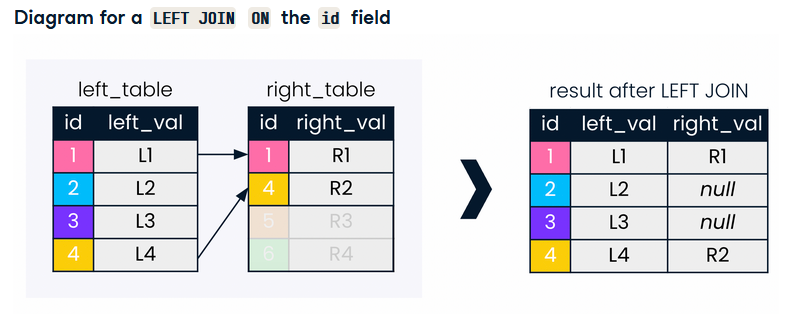 Diagram for a LEFT JOIN ON the id field
left_table right_table result after LEFT JOIN
id left_val id right_val id left_val right_val
1 L1 1 R1 1 L1 R1
2 L2 4 R2 2 L2 null
3 L3 5 R3 3 L3 null
4 L4 6 R4 4 L4 R2